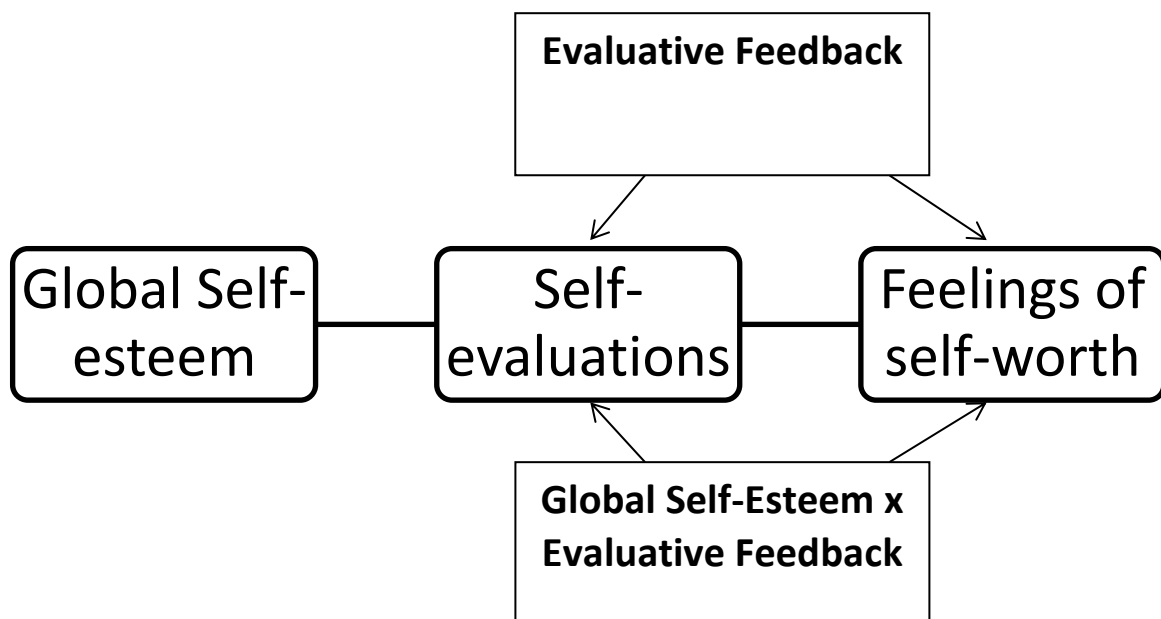 Evaluative Feedback
Global Self-
esteem
Self-
evaluations
Feelings of
self-worth
Global Self-Esteem x
Evaluative Feedback